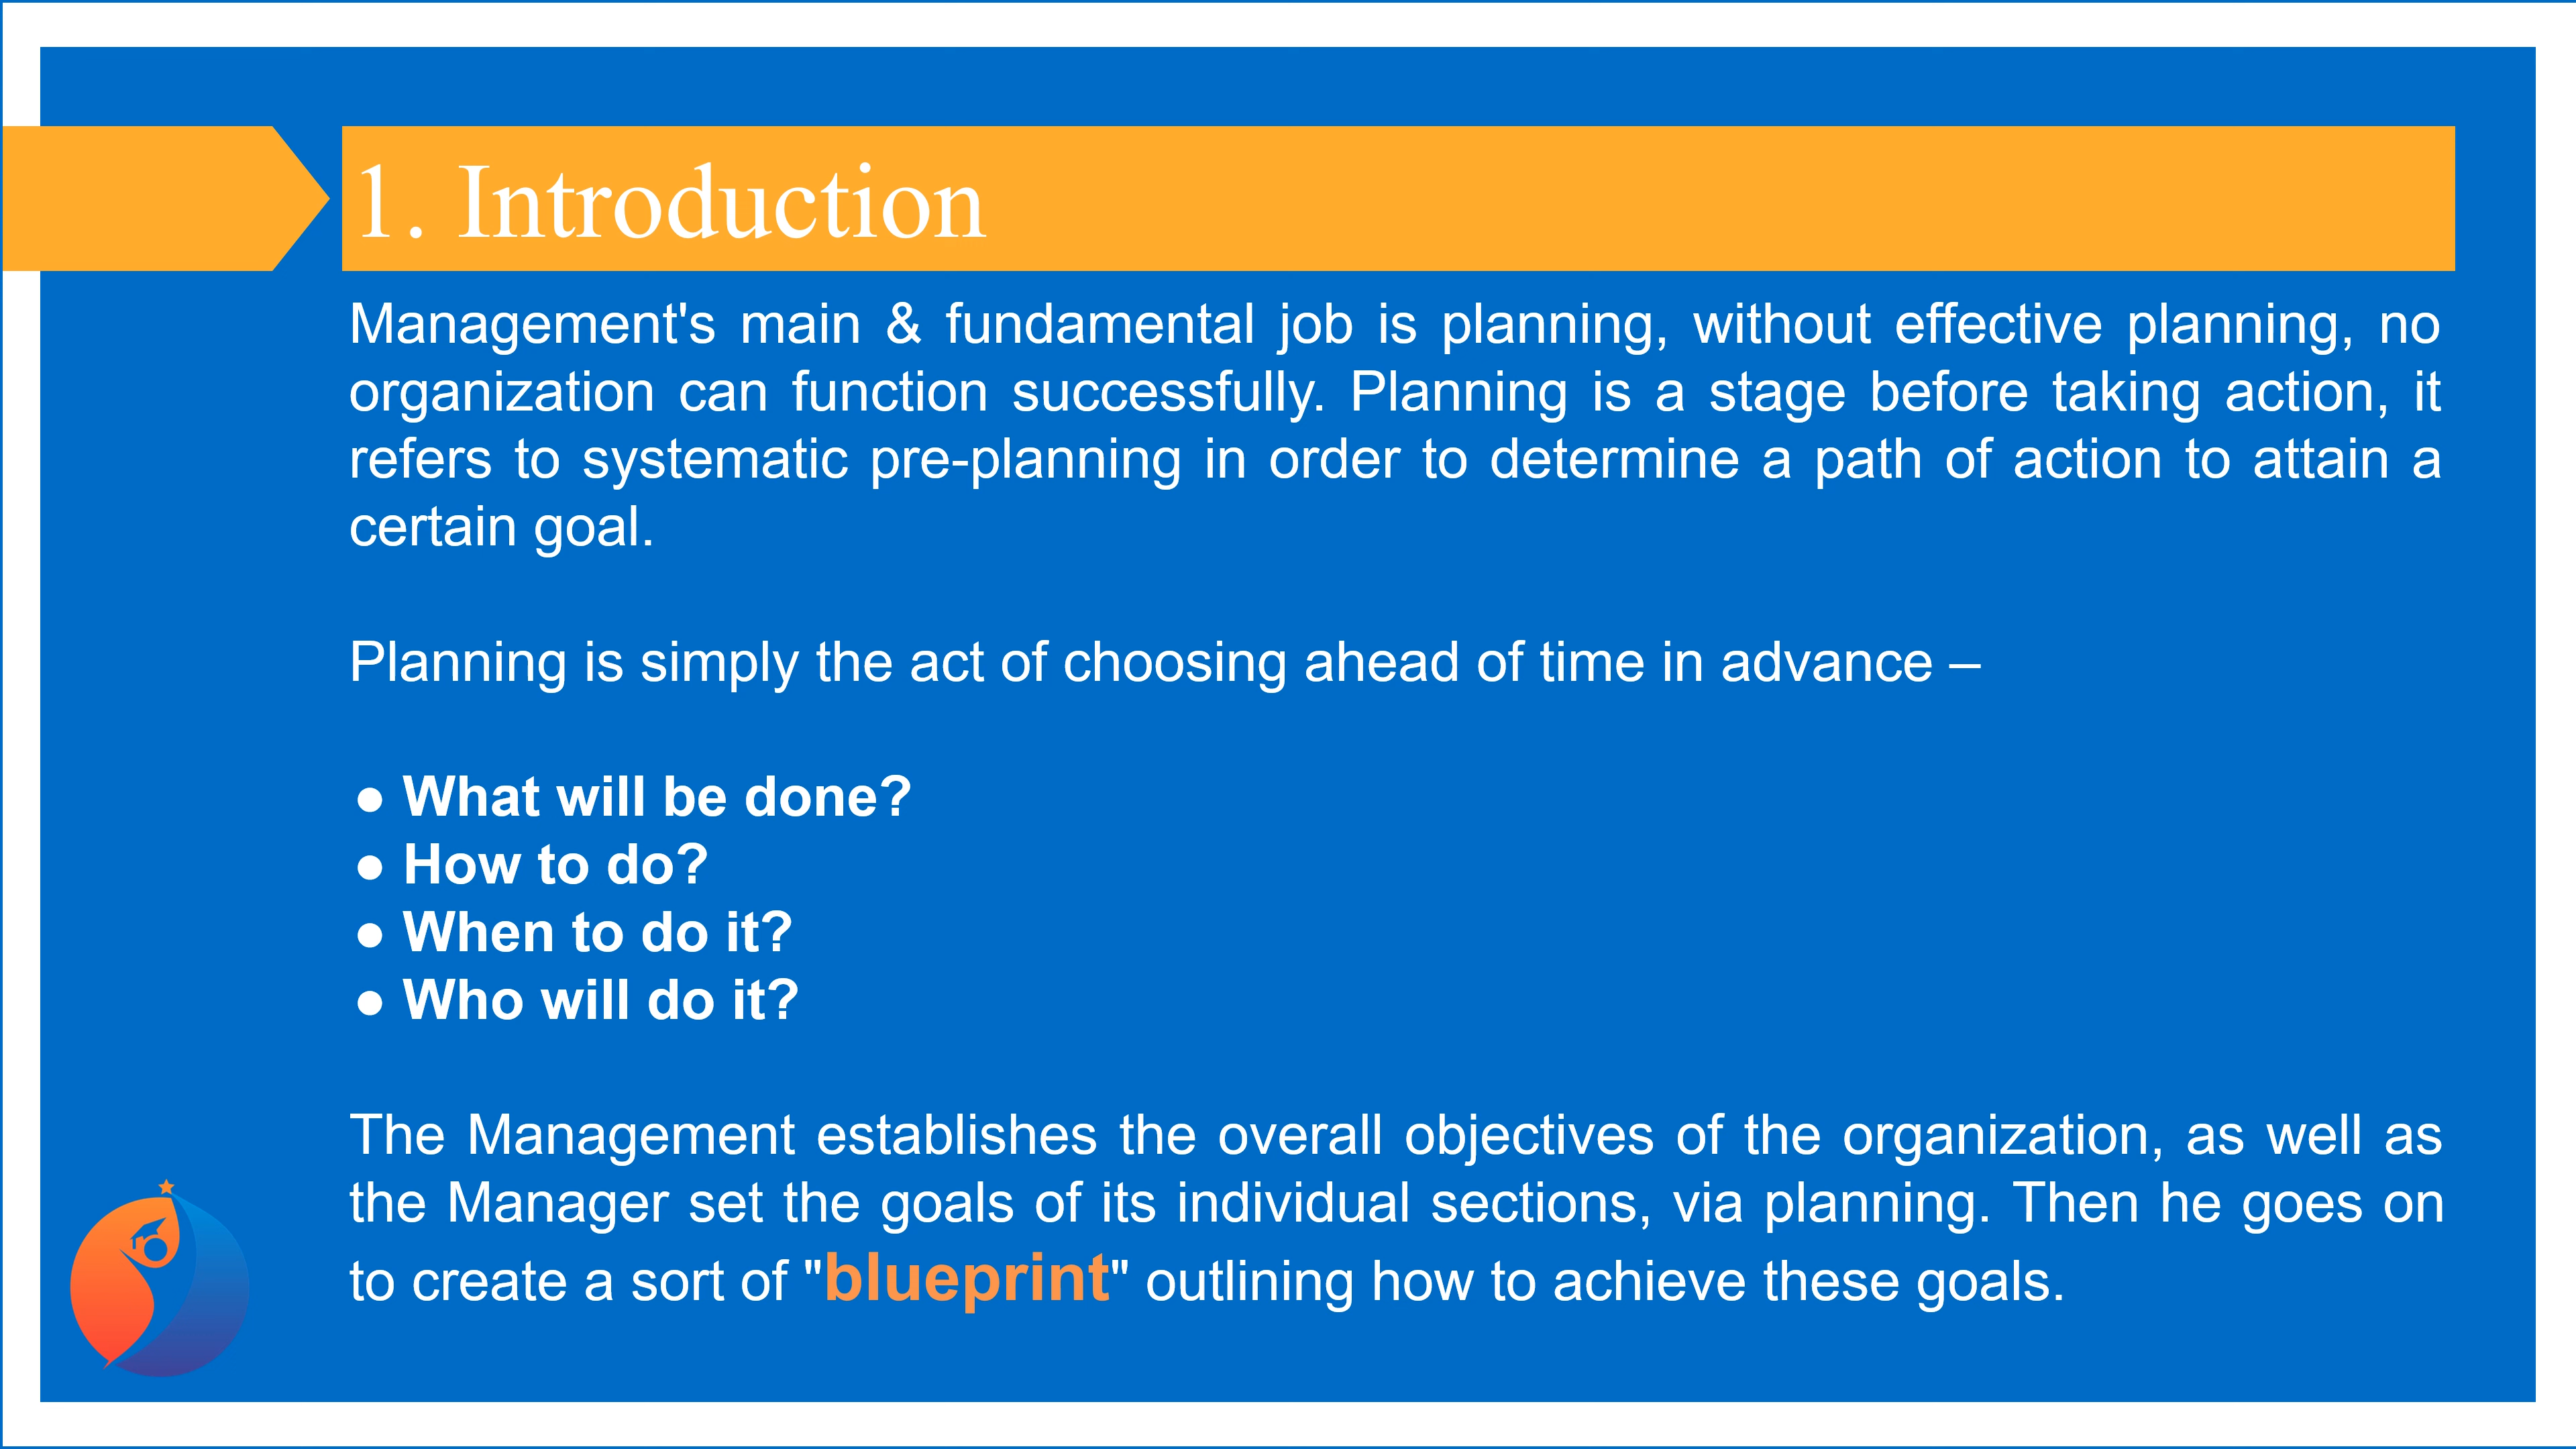 1. Introduction
Management's main & fundamental job is planning, without effective planning, no
organization can function successfully. Planning is a stage before taking action, it
refers to systematic pre-planning in order to determine a path of action to attain a
certain goal.
Planning is simply the act of choosing ahead of time in advance –
● What will be done?
● How to do?
● When to do it?
● Who will do it?
The Management establishes the overall objectives of the organization, as well as
the Manager set the goals of its individual sections, via planning. Then he goes on
to create a sort of "blueprint" outlining how to achieve these goals.